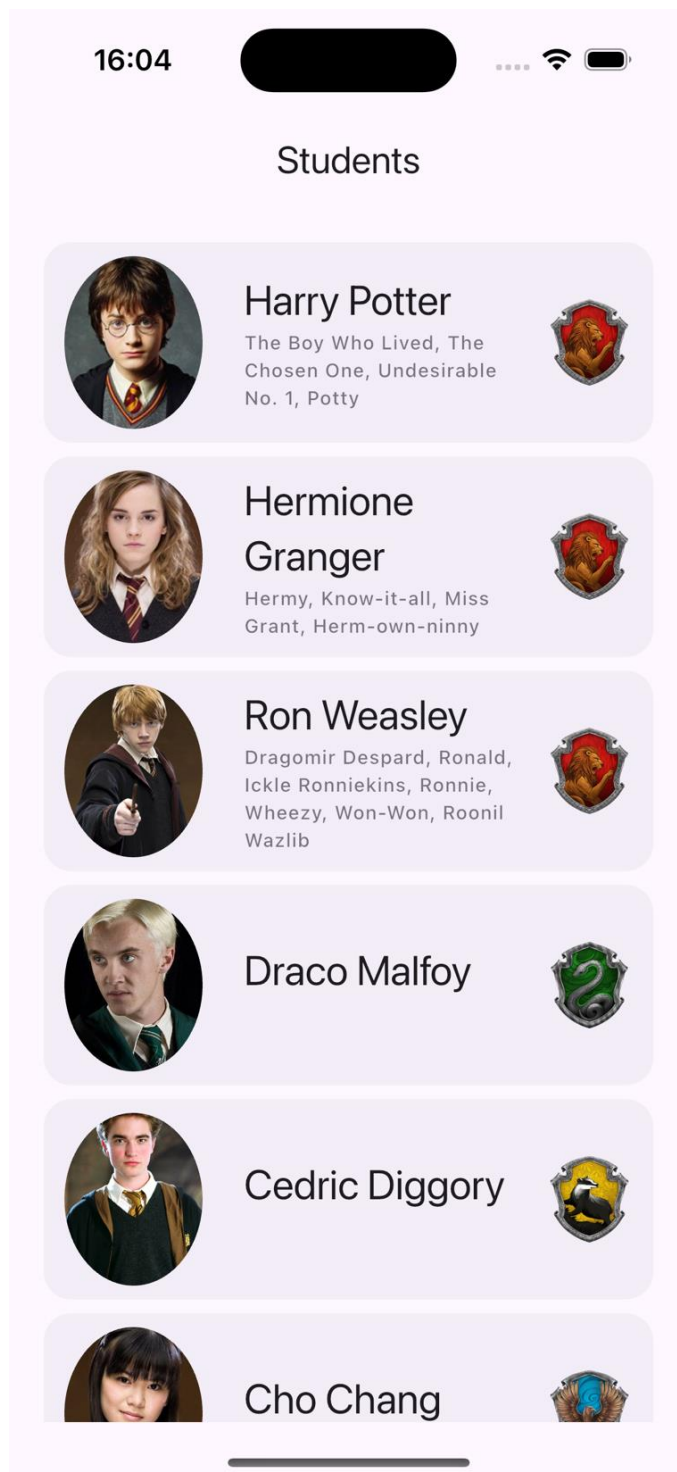 16:04
Students
Harry Potter
The Boy Who Lived, The
Chosen One, Undesirable
No. 1, Potty
Hermione
Granger
Hermy, Know-it-all, Miss
Grant, Herm-own-ninny
Ron Weasley
Dragomir Despard, Ronald,
Ickle Ronniekins, Ronnie,
Wheezy, Won-Won, Roonil
Wazlib
Draco Malfoy
Cedric Diggory
Cho Chang